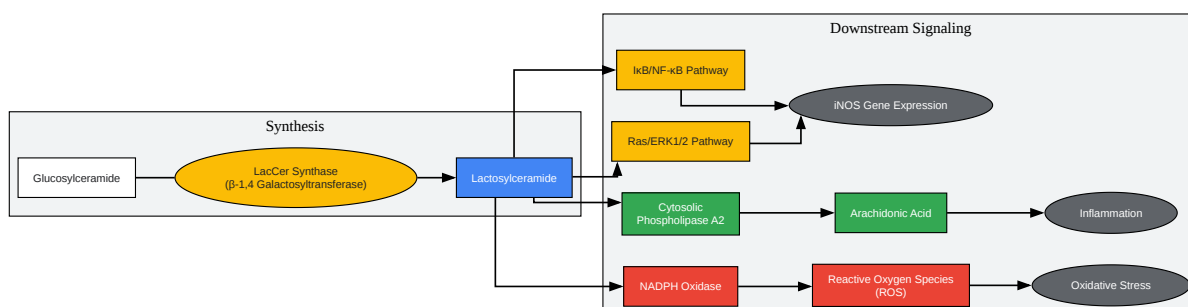 Downstream Signaling
IκB/NF-κB Pathway
iNOS Gene Expression
Synthesis
Ras/ERK1/2 Pathway
Glucosylceramide
LacCer Synthase
(β-1,4 Galactosyltransferase)
Lactosylceramide
Cytosolic
Phospholipase A2
Arachidonic Acid
Inflammation
NADPH Oxidase
Reactive Oxygen Species
(ROS)
Oxidative Stress